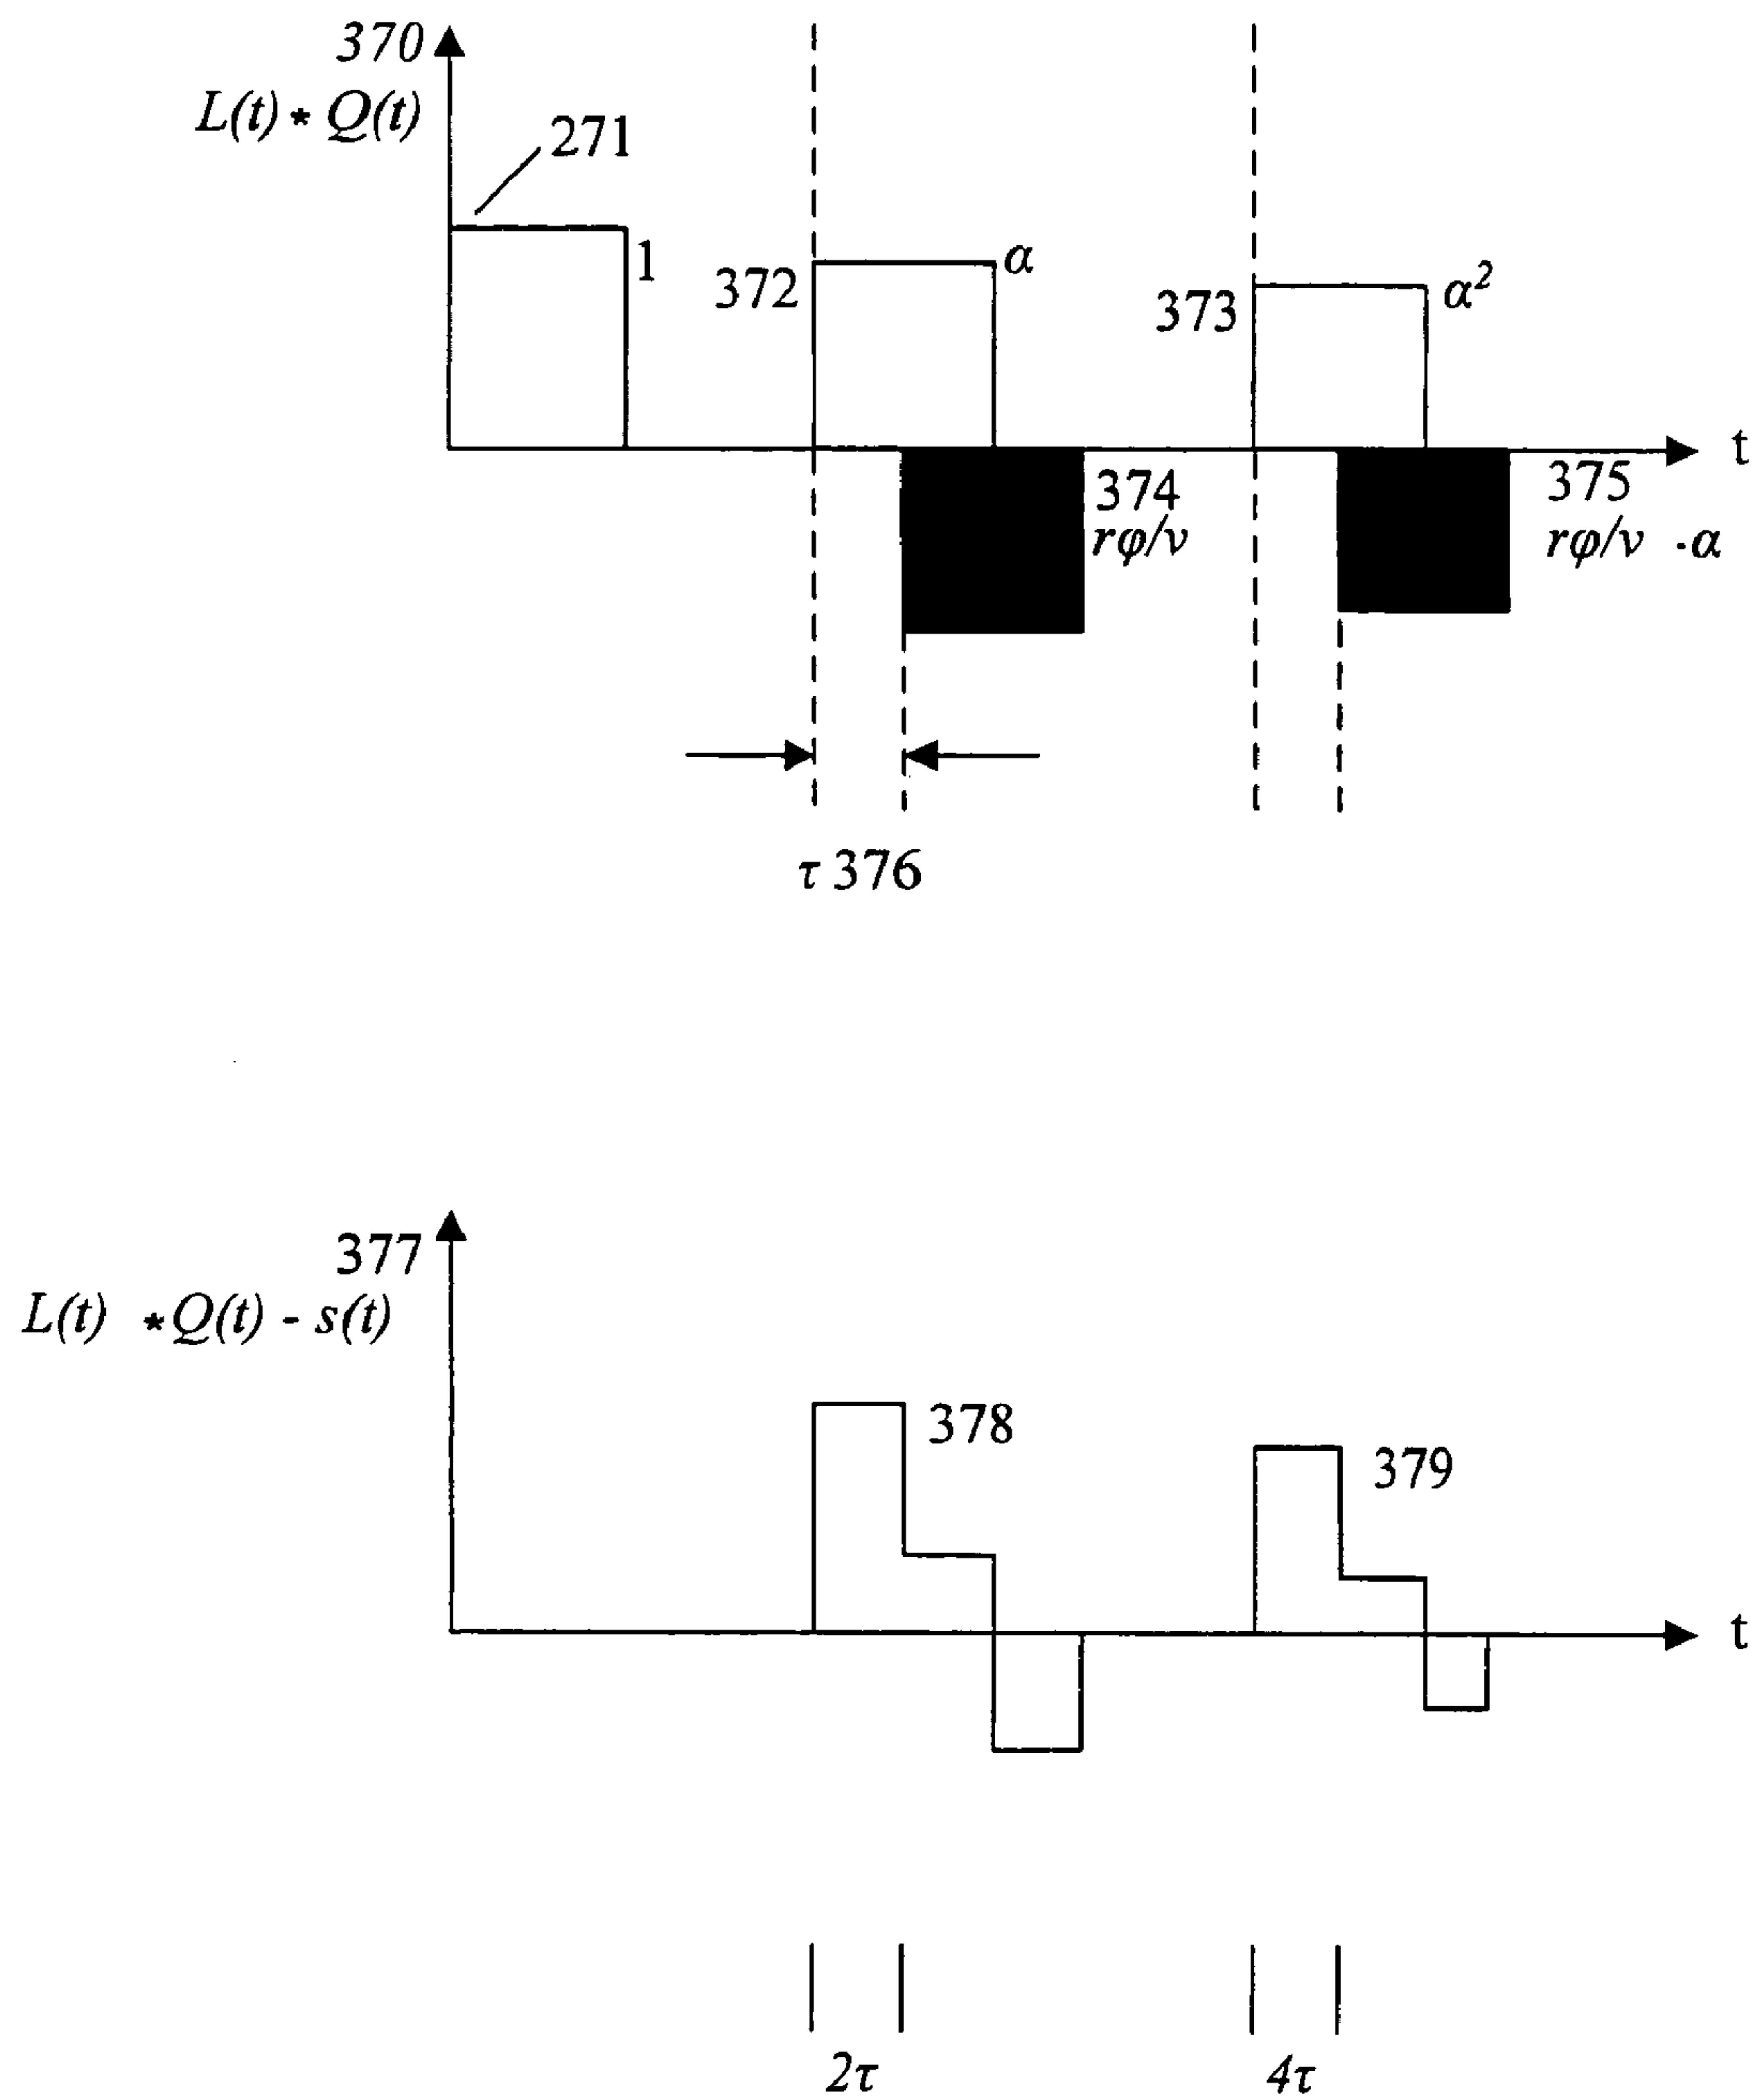 370
L(t) * Q(t)
271
1
372
α
373
α²
t
374
rφ/v
375
rφ/v ·α
τ 376
377
L(t) *Q(t) - s(t)
378
379
t
2τ
4τ